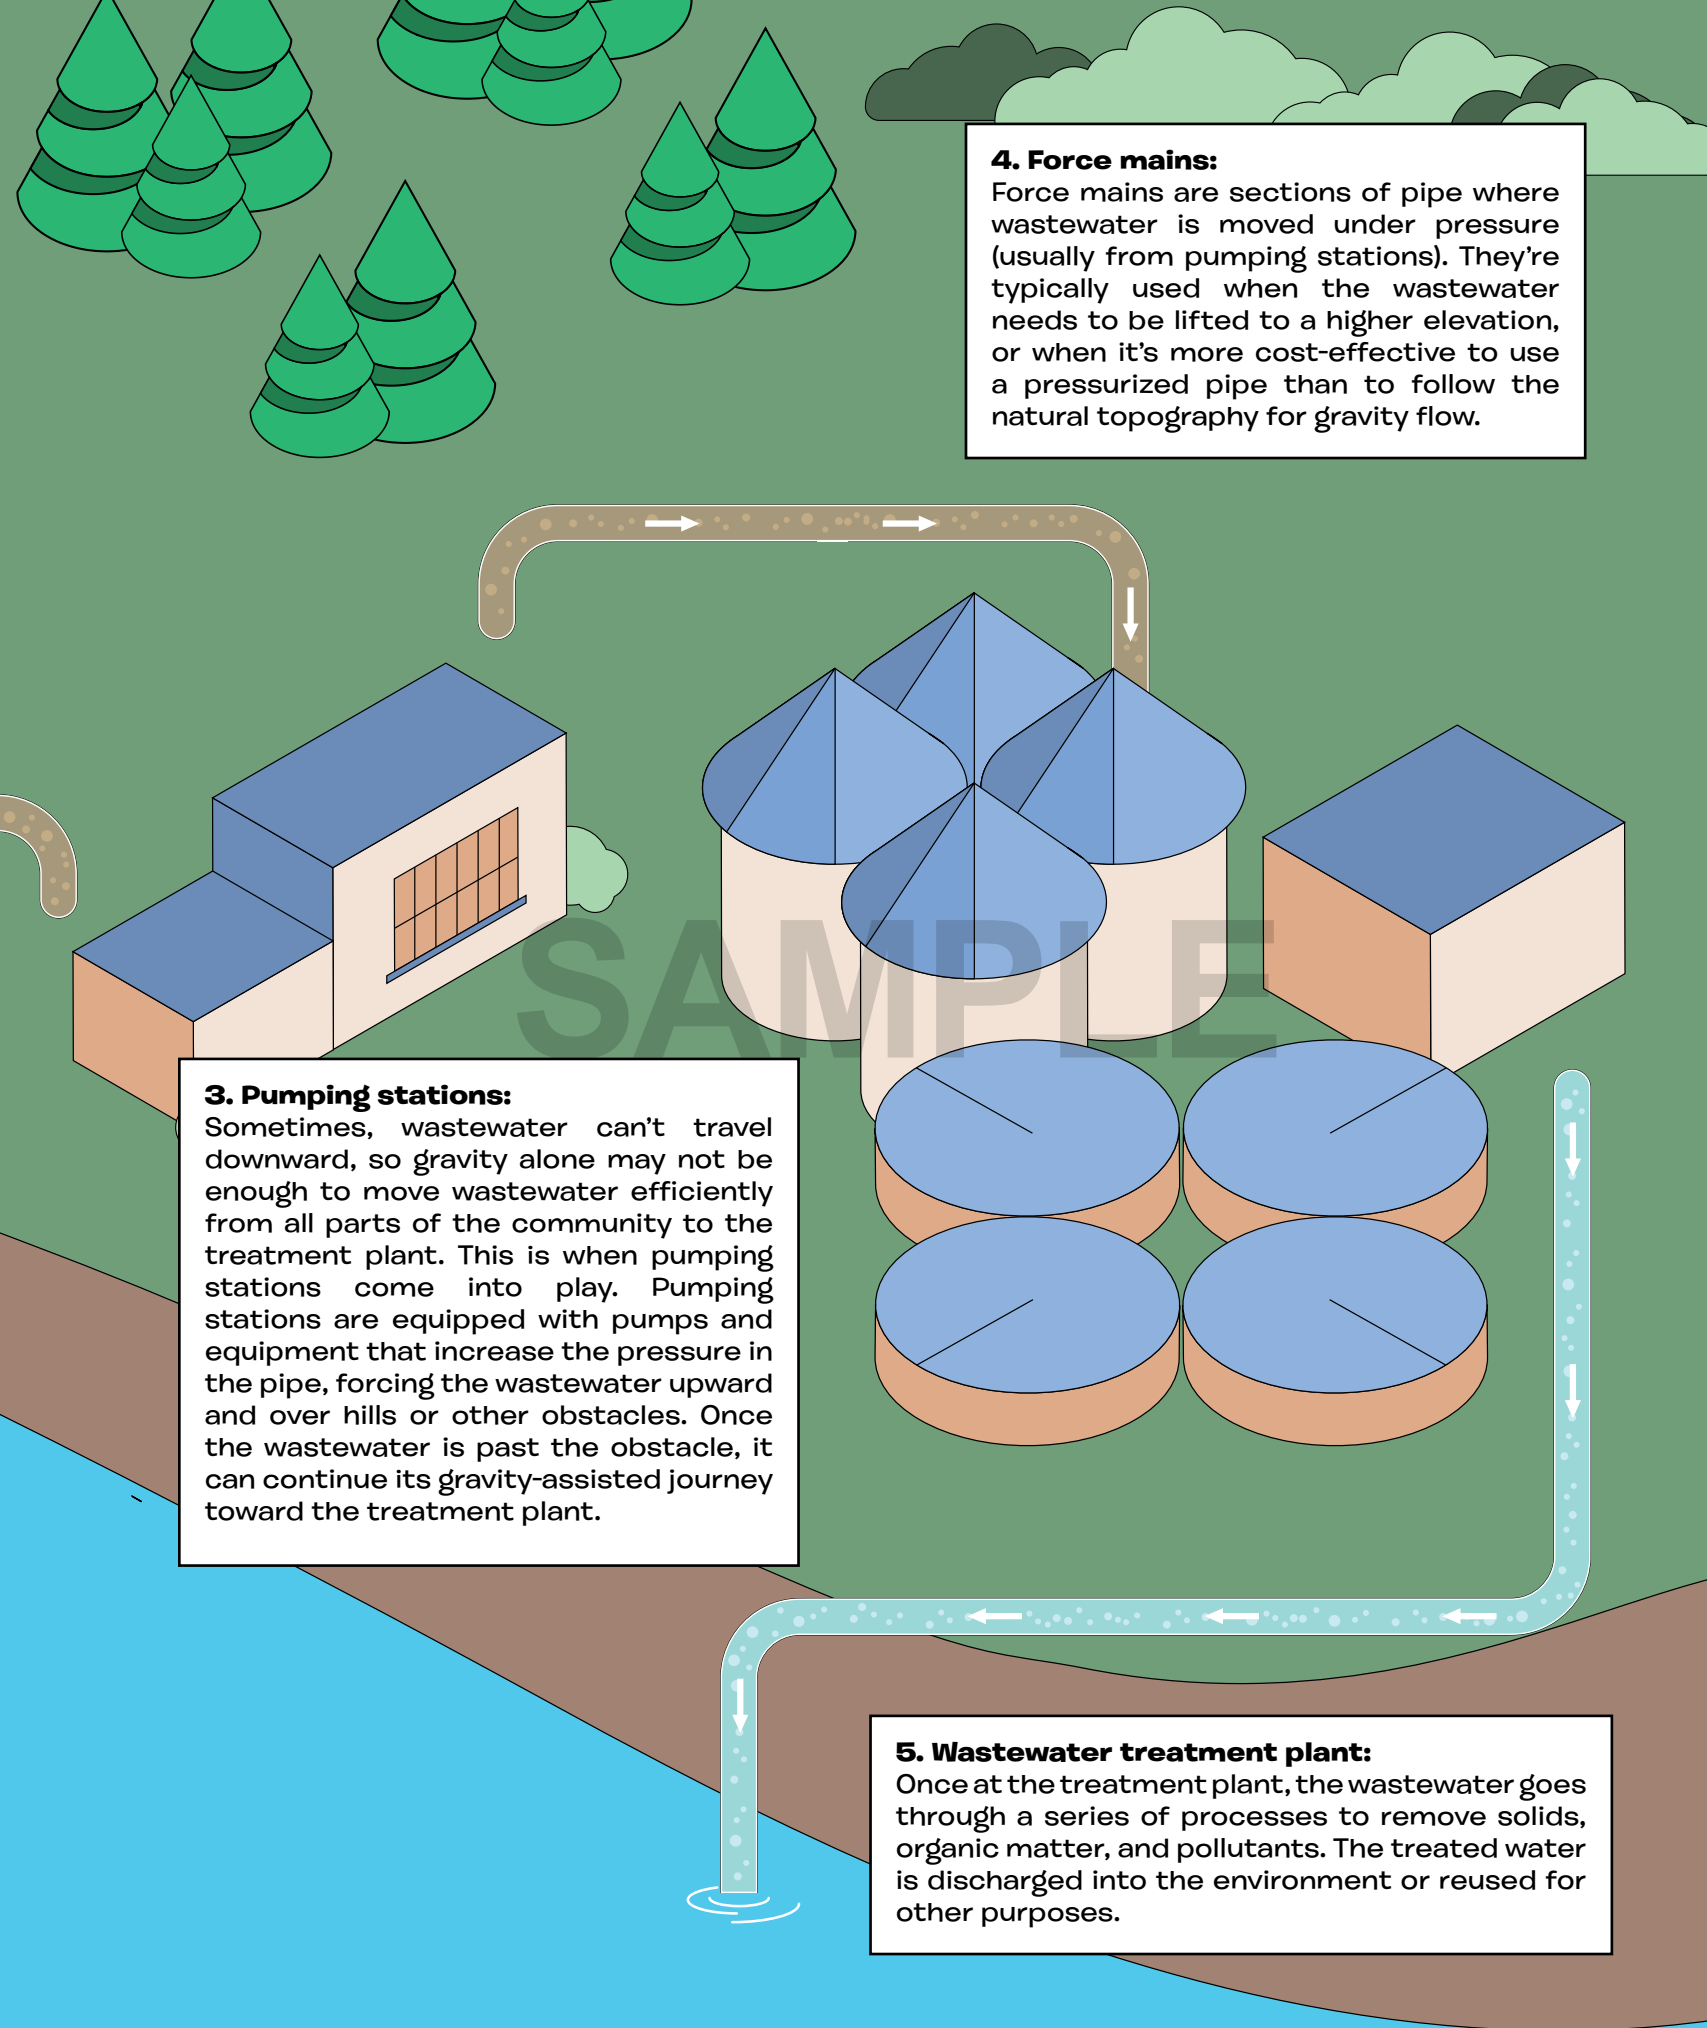 4. Force mains:
Force mains are sections of pipe where
wastewater is moved under pressure
(usually from pumping stations). They’re
typically used when the wastewater
needs to be lifted to a higher elevation,
or when it’s more cost-effective to use
a pressurized pipe than to follow the
natural topography for gravity flow.
SAMPLE
3. Pumping stations:
Sometimes, wastewater can’t travel
downward, so gravity alone may not be
enough to move wastewater efficiently
from all parts of the community to the
treatment plant. This is when pumping
stations come into play. Pumping
stations are equipped with pumps and
equipment that increase the pressure in
the pipe, forcing the wastewater upward
and over hills or other obstacles. Once
the wastewater is past the obstacle, it
can continue its gravity-assisted journey
toward the treatment plant.
5. Wastewater treatment plant:
Once at the treatment plant, the wastewater goes
through a series of processes to remove solids,
organic matter, and pollutants. The treated water
is discharged into the environment or reused for
other purposes.